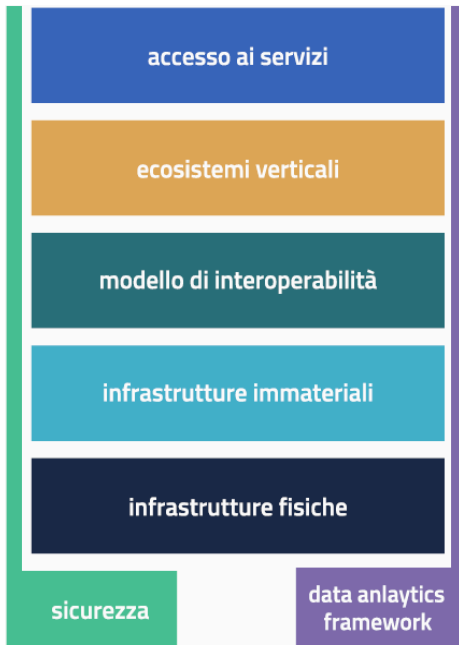 accesso ai servizi
ecosistemi verticali
modello di interoperabilità
infrastrutture immateriali
infrastrutture fisiche
sicurezza
data anlaytics
framework